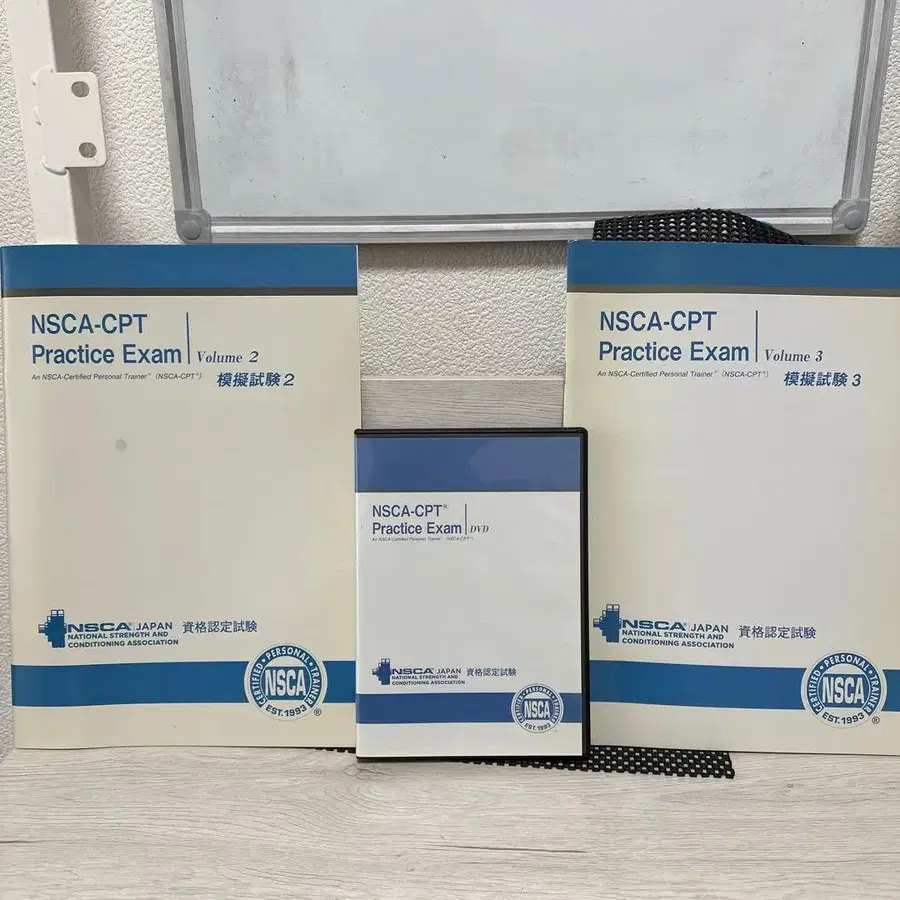 NSCA-CPT
Practice Exam Volume 2
An NSCA-Certified Personal Trainer® (NSCA-CPT®)
模擬試験2
NSCA® JAPAN
NATIONAL STRENGTH AND
CONDITIONING ASSOCIATION
資格認定試験
CERTIFIED • PERSONAL • TRAINER
NSCA
EST. 1993
®
NSCA-CPT®
Practice Exam DVD
An NSCA-Certified Personal Trainer® (NSCA-CPT®)
NSCA® JAPAN
NATIONAL STRENGTH AND
CONDITIONING ASSOCIATION
資格認定試験
CERTIFIED • PERSONAL • TRAINER
NSCA
EST. 1993
NSCA-CPT
Practice Exam Volume 3
An NSCA-Certified Personal Trainer® (NSCA-CPT®)
模擬試験3
NSCA® JAPAN
NATIONAL STRENGTH AND
CONDITIONING ASSOCIATION
資格認定試験
CERTIFIED • PERSONAL • TRAINER
NSCA
EST. 1993
®